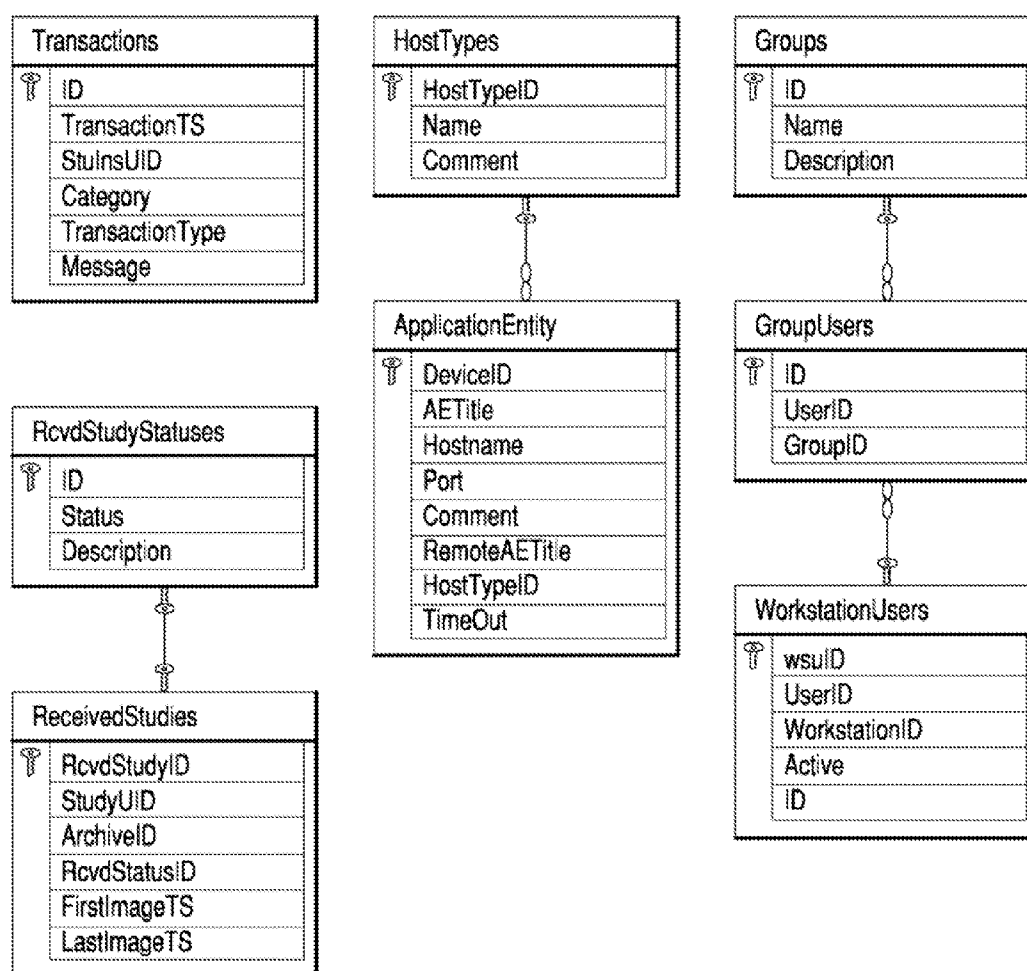 Transactions
ID
TransactionTS
StuInsUID
Category
TransactionType
Message
RcvdStudyStatuses
ID
Status
Description
ReceivedStudies
RcvdStudyID
StudyUID
ArchiveID
RcvdStatusID
FirstImageTS
LastImageTS
HostTypes
HostTypeID
Name
Comment
ApplicationEntity
DeviceID
AETitle
Hostname
Port
Comment
RemoteAETitle
HostTypeID
TimeOut
Groups
ID
Name
Description
GroupUsers
ID
UserID
GroupID
WorkstationUsers
wsuID
UserID
WorkstationID
Active
ID